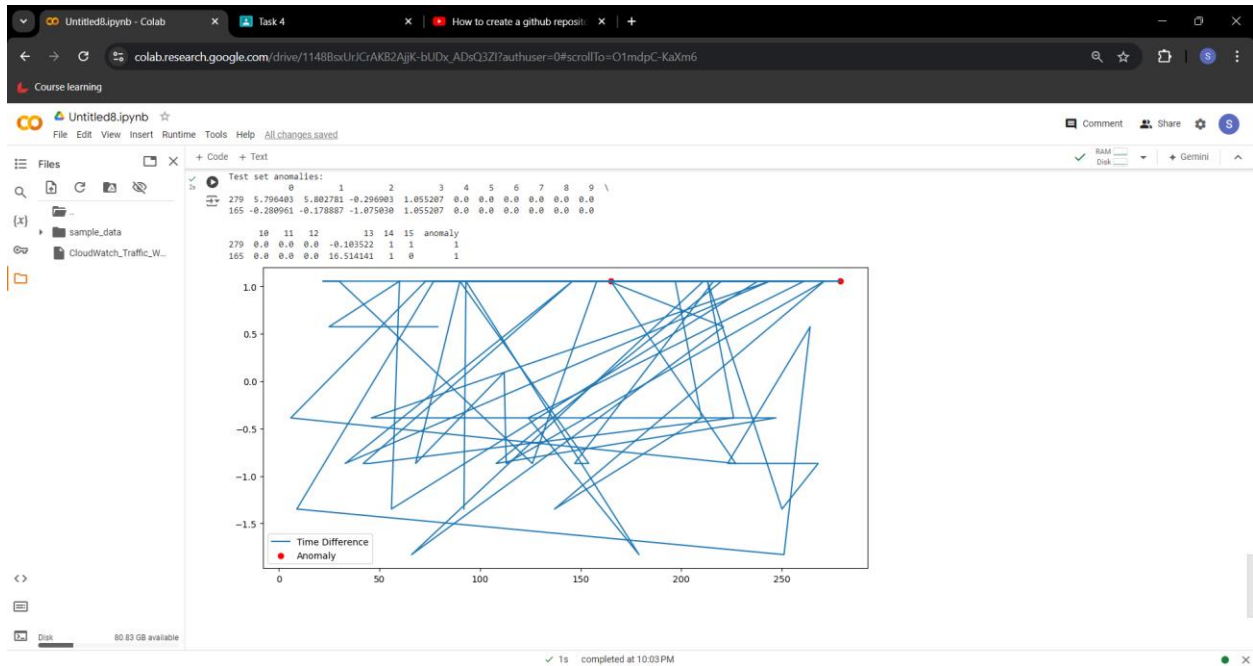 Untitled8.ipynb - Colab
Task 4
How to create a github reposit
colab.research.google.com/drive/1148BsxUrJCrAKB2AjjK-bUDx_ADsQ3ZI?authuser=0#scrollTo=O1mdpC-KaXm6
S
Course learning
CO
Untitled8.ipynb
File Edit View Insert Runtime Tools Help All changes saved
Comment Share S
Files
+ Code + Text
RAM
Disk
Gemini
{x}
..
sample_data
CloudWatch_Traffic_W...
2s
Test set anomalies:
0 1 2 3 4 5 6 7 8 9 \
279 5.796403 5.802781 -0.296903 1.055207 0.0 0.0 0.0 0.0 0.0 0.0
165 -0.280961 -0.178887 -1.075030 1.055207 0.0 0.0 0.0 0.0 0.0 0.0
10 11 12 13 14 15 anomaly
279 0.0 0.0 0.0 -0.103522 1 1 1
165 0.0 0.0 0.0 16.514141 1 0 1
1.0
0.5
0.0
−0.5
−1.0
−1.5
Time Difference
Anomaly
0 50 100 150 200 250
Disk 80.83 GB available
1s completed at 10:03 PM